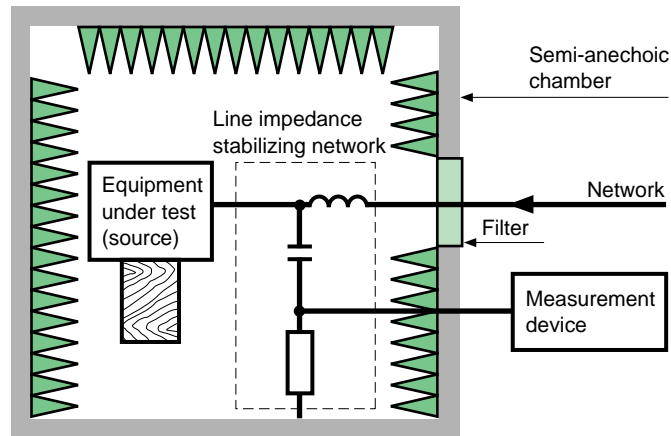 Semi-anechoic
chamber
Line impedance
stabilizing network
Equipment
under test
(source)
Network
Filter
Measurement
device